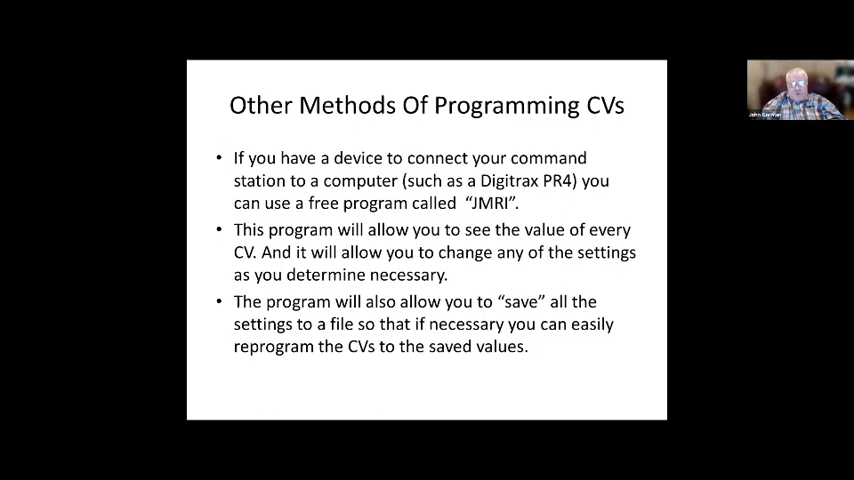 Other Methods Of Programming CVs
• If you have a device to connect your command
station to a computer (such as a Digitrax PR4) you
can use a free program called “JMRI”.
• This program will allow you to see the value of every
CV. And it will allow you to change any of the settings
as you determine necessary.
• The program will also allow you to “save” all the
settings to a file so that if necessary you can easily
reprogram the CVs to the saved values.
John